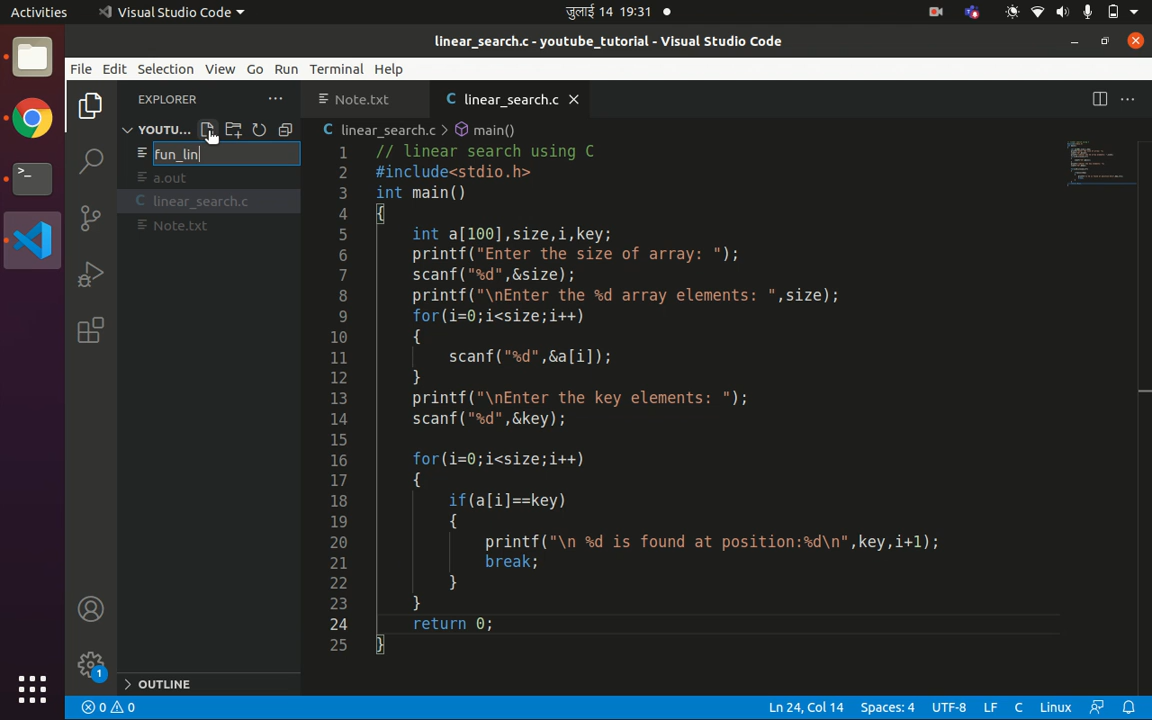 Activities Visual Studio Code जुलाई 14 19:31
linear_search.c - youtube_tutorial - Visual Studio Code
File Edit Selection View Go Run Terminal Help
EXPLORER
Note.txt
C linear_search.c
YOUTU...
C linear_search.c > main()
fun_lin
a.out
C linear_search.c
Note.txt
1 // linear search using C
2 #include<stdio.h>
3 int main()
4 {
5 int a[100],size,i,key;
6 printf("Enter the size of array: ");
7 scanf("%d",&size);
8 printf("\nEnter the %d array elements: ",size);
9 for(i=0;i<size;i++)
10 {
11 scanf("%d",&a[i]);
12 }
13 printf("\nEnter the key elements: ");
14 scanf("%d",&key);
15
16 for(i=0;i<size;i++)
17 {
18 if(a[i]==key)
19 {
20 printf("\n %d is found at position:%d\n",key,i+1);
21 break;
22 }
23 }
24 return 0;
25 }
1
OUTLINE
0 0 Ln 24, Col 14 Spaces: 4 UTF-8 LF C Linux